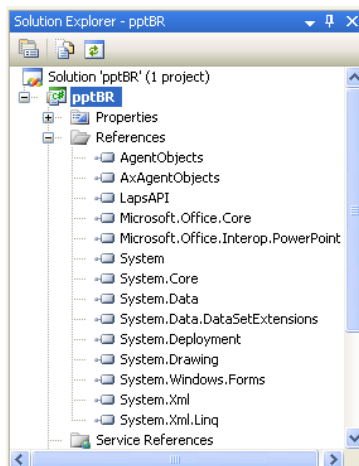 Solution Explorer - pptBR
Solution 'pptBR' (1 project)
pptBR
Properties
References
AgentObjects
AxAgentObjects
LapsAPI
Microsoft.Office.Core
Microsoft.Office.Interop.PowerPoint
System
System.Core
System.Data
System.Data.DataSetExtensions
System.Deployment
System.Drawing
System.Windows.Forms
System.Xml
System.Xml.Linq
Service References